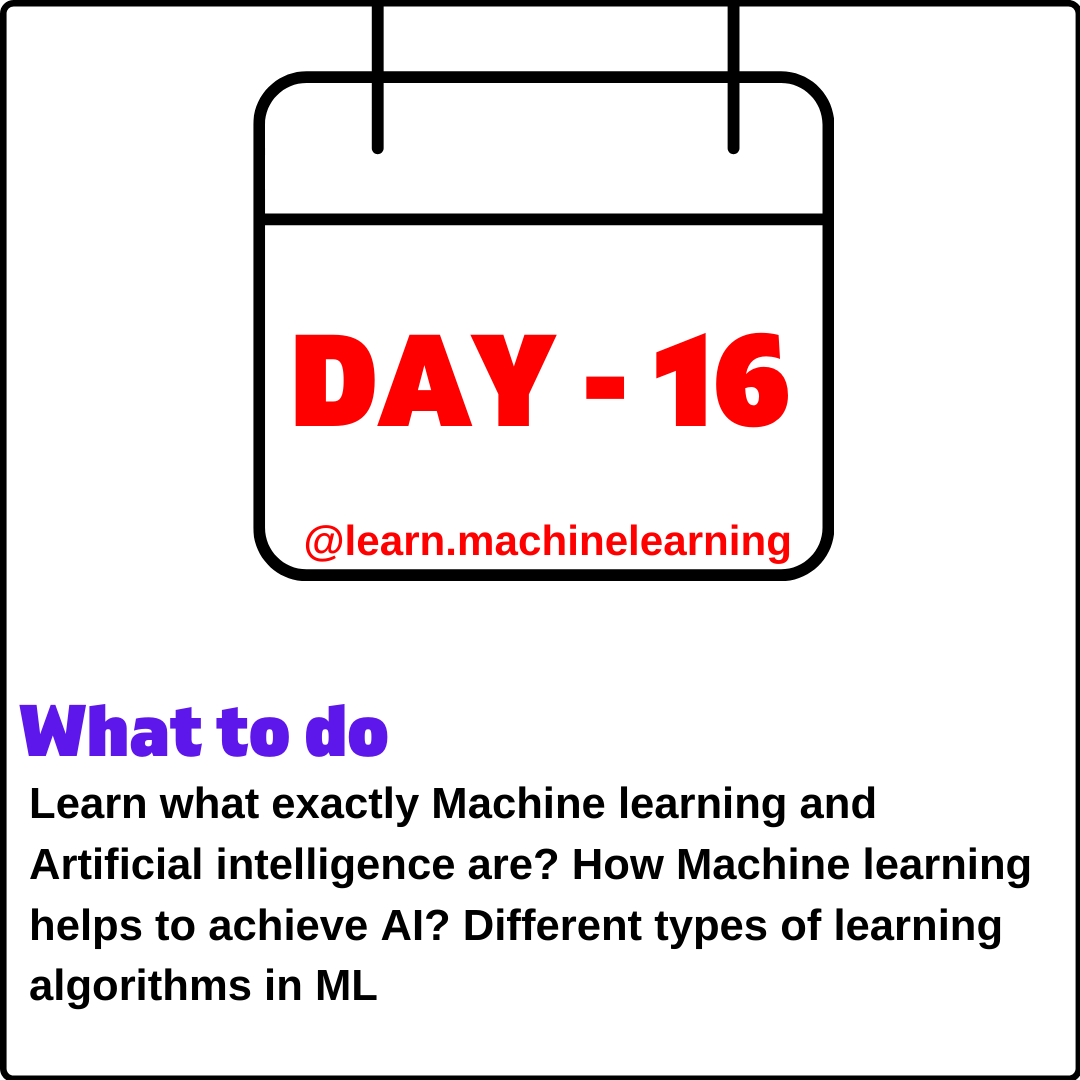 DAY - 16
@learn.machinelearning
What to do
Learn what exactly Machine learning and
Artificial intelligence are? How Machine learning
helps to achieve AI? Different types of learning
algorithms in ML